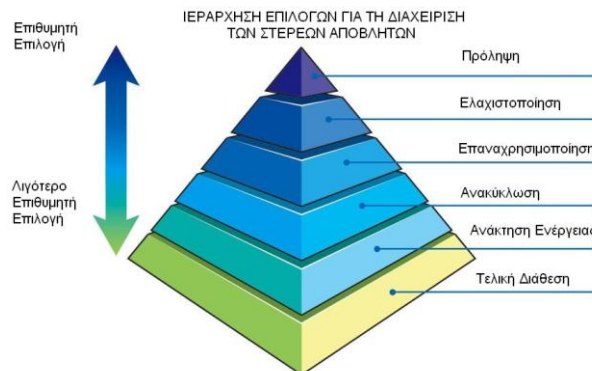 ΙΕΡΑΡΧΗΣΗ ΕΠΙΛΟΓΩΝ ΓΙΑ ΤΗ ΔΙΑΧΕΙΡΙΣΗ
ΤΩΝ ΣΤΕΡΕΩΝ ΑΠΟΒΛΗΤΩΝ
Επιθυμητή
Επιλογή
Πρόληψη
Ελαχιστοποίηση
Επαναχρησιμοποίηση
Λιγότερο
Επιθυμητή
Επιλογή
Ανακύκλωση
Ανάκτηση Ενέργειας
Τελική Διάθεση